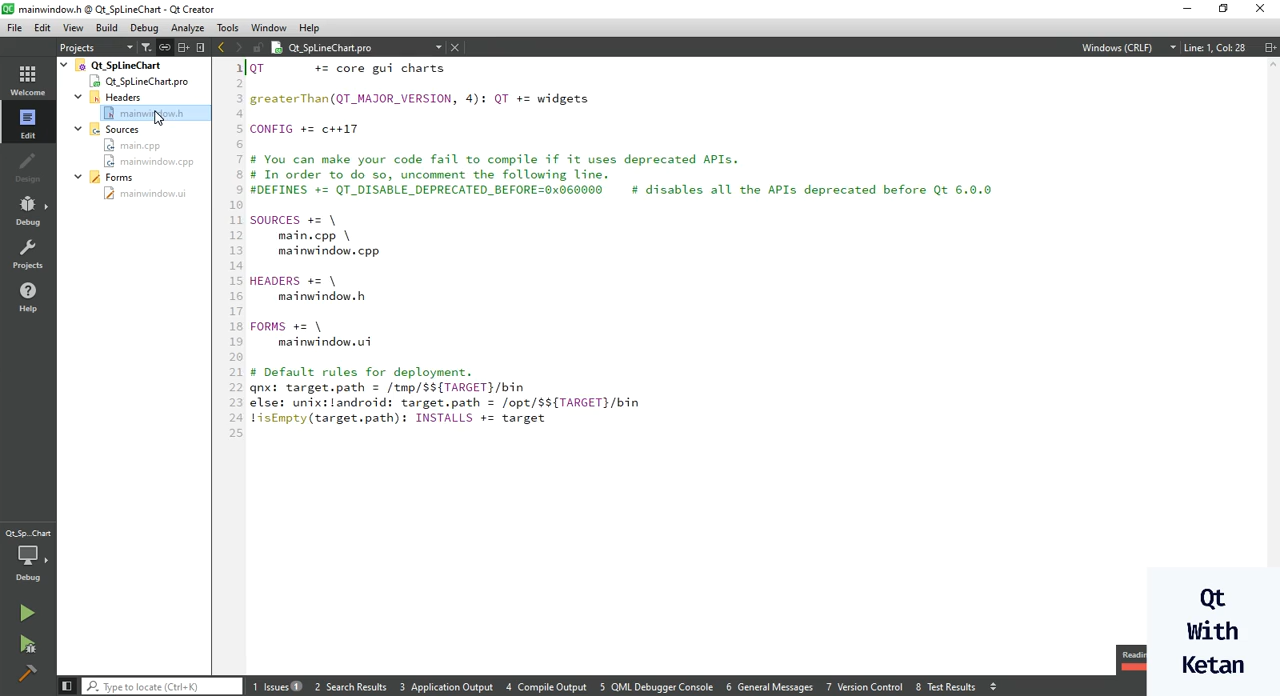 mainwindow.h @ Qt_SpLineChart - Qt Creator
File Edit View Build Debug Analyze Tools Window Help
Projects Qt_SpLineChart.pro Windows (CRLF) Line: 1, Col: 28
Welcome
Edit
Design
Debug
Projects
Help
Qt_Sp...Chart
Debug
Qt_SpLineChart
Qt_SpLineChart.pro
Headers
mainwindow.h
Sources
main.cpp
mainwindow.cpp
Forms
mainwindow.ui
1 QT += core gui charts
2
3 greaterThan(QT_MAJOR_VERSION, 4): QT += widgets
4
5 CONFIG += c++17
6
7 # You can make your code fail to compile if it uses deprecated APIs.
8 # In order to do so, uncomment the following line.
9 #DEFINES += QT_DISABLE_DEPRECATED_BEFORE=0x060000 # disables all the APIs deprecated before Qt 6.0.0
10
11 SOURCES += \
12 main.cpp \
13 mainwindow.cpp
14
15 HEADERS += \
16 mainwindow.h
17
18 FORMS += \
19 mainwindow.ui
20
21 # Default rules for deployment.
22 qnx: target.path = /tmp/$${TARGET}/bin
23 else: unix:!android: target.path = /opt/$${TARGET}/bin
24 !isEmpty(target.path): INSTALLS += target
25
Qt
With
Ketan
Type to locate (Ctrl+K) 1 Issues 1 2 Search Results 3 Application Output 4 Compile Output 5 QML Debugger Console 6 General Messages 7 Version Control 8 Test Results